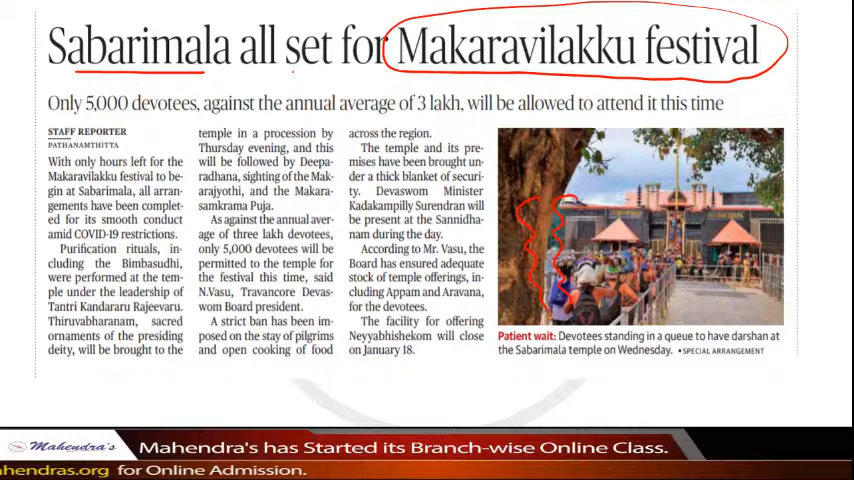 Sabarimala all set for Makaravilakku festival
Only 5,000 devotees, against the annual average of 3 lakh, will be allowed to attend it this time
STAFF REPORTER
PATHANAMTHITTA
With only hours left for the
Makaravilakku festival to be-
gin at Sabarimala, all arran-
gements have been complet-
ed for its smooth conduct
amid COVID-19 restrictions.
Purification rituals, in-
cluding the Bimbasudhi,
were performed at the tem-
ple under the leadership of
Tantri Kandararu Rajeevaru.
Thiruvabharanam, sacred
ornaments of the presiding
deity, will be brought to the
temple in a procession by
Thursday evening, and this
will be followed by Deepa-
radhana, sighting of the Mak-
arajyothi, and the Makara-
samkrama Puja.
As against the annual aver-
age of three lakh devotees,
only 5,000 devotees will be
permitted to the temple for
the festival this time, said
N.Vasu, Travancore Devas-
wom Board president.
A strict ban has been im-
posed on the stay of pilgrims
and open cooking of food
across the region.
The temple and its pre-
mises have been brought un-
der a thick blanket of securi-
ty. Devaswom Minister
Kadakampilly Surendran will
be present at the Sannidha-
nam during the day.
According to Mr. Vasu, the
Board has ensured adequate
stock of temple offerings, in-
cluding Appam and Aravana,
for the devotees.
The facility for offering
Neyyabhishekom will close
on January 18.
Patient wait: Devotees standing in a queue to have darshan at
the Sabarimala temple on Wednesday. •SPECIAL ARRANGEMENT
Mahendra's Mahendra's has Started its Branch-wise Online Class.
ahendras.org for Online Admission.